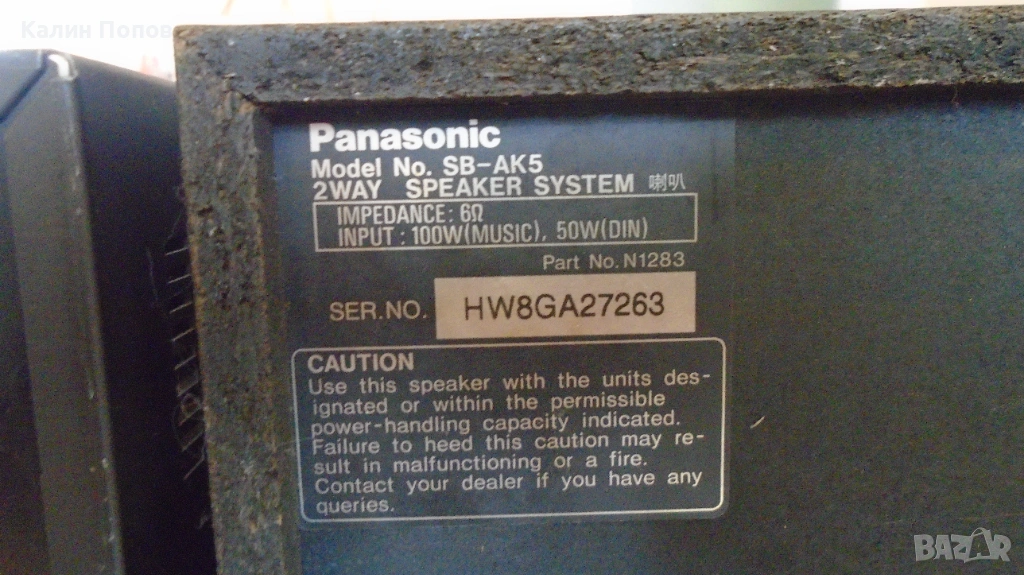 Калин Попов
Panasonic
Model No. SB-AK5
2WAY SPEAKER SYSTEM 喇叭
IMPEDANCE: 6Ω
INPUT : 100W(MUSIC), 50W(DIN)
Part No. N1283
SER.NO. HW8GA27263
CAUTION
Use this speaker with the units des-
ignated or within the permissible
power-handling capacity indicated.
Failure to heed this caution may re-
sult in malfunctioning or a fire.
Contact your dealer if you have any
queries.
BAZAR